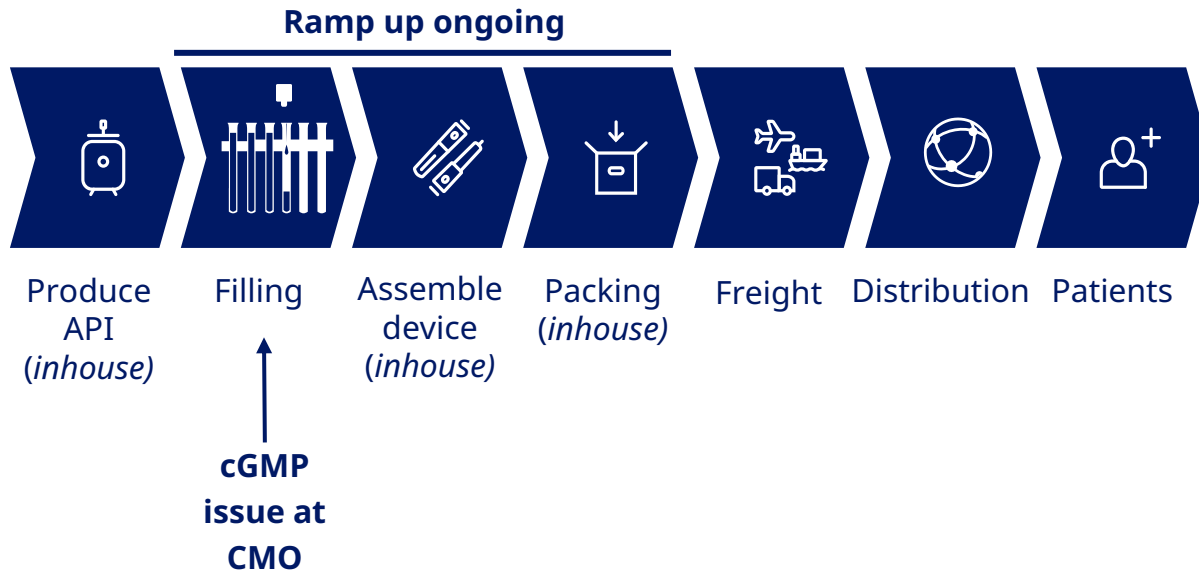 Ramp up ongoing
Produce
API
(inhouse)
Filling
Assemble
device
(inhouse)
Packing
(inhouse)
Freight
Distribution
Patients
cGMP
issue at
CMO